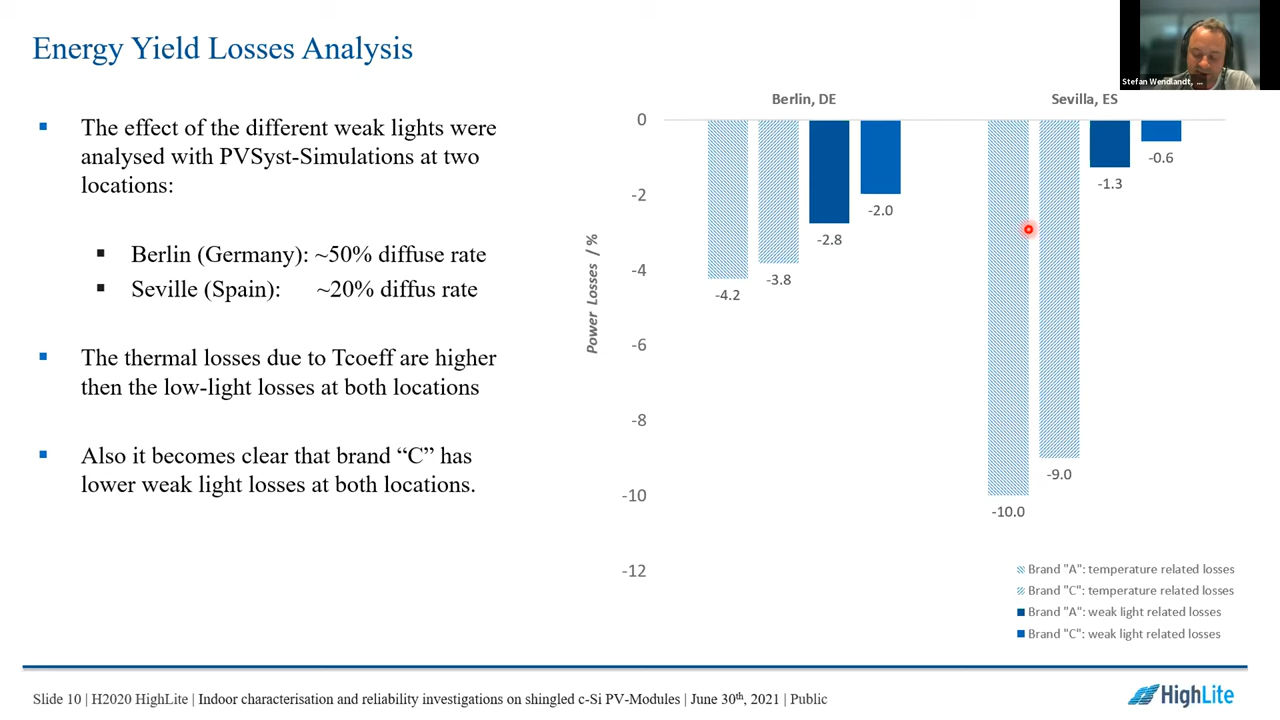 Energy Yield Losses Analysis
Stefan Wendlandt, ...
The effect of the different weak lights were
analysed with PVSyst-Simulations at two
locations:
Berlin (Germany): ~50% diffuse rate
Seville (Spain): ~20% diffus rate
The thermal losses due to Tcoeff are higher
then the low-light losses at both locations
Also it becomes clear that brand “C” has
lower weak light losses at both locations.
Berlin, DE
Sevilla, ES
Power Losses / %
0
-2
-4
-6
-8
-10
-12
-4.2
-3.8
-2.8
-2.0
-10.0
-9.0
-1.3
-0.6
Brand "A": temperature related losses
Brand "C": temperature related losses
Brand "A": weak light related losses
Brand "C": weak light related losses
Slide 10 | H2020 HighLite | Indoor characterisation and reliability investigations on shingled c-Si PV-Modules | June 30th, 2021 | Public
HighLite